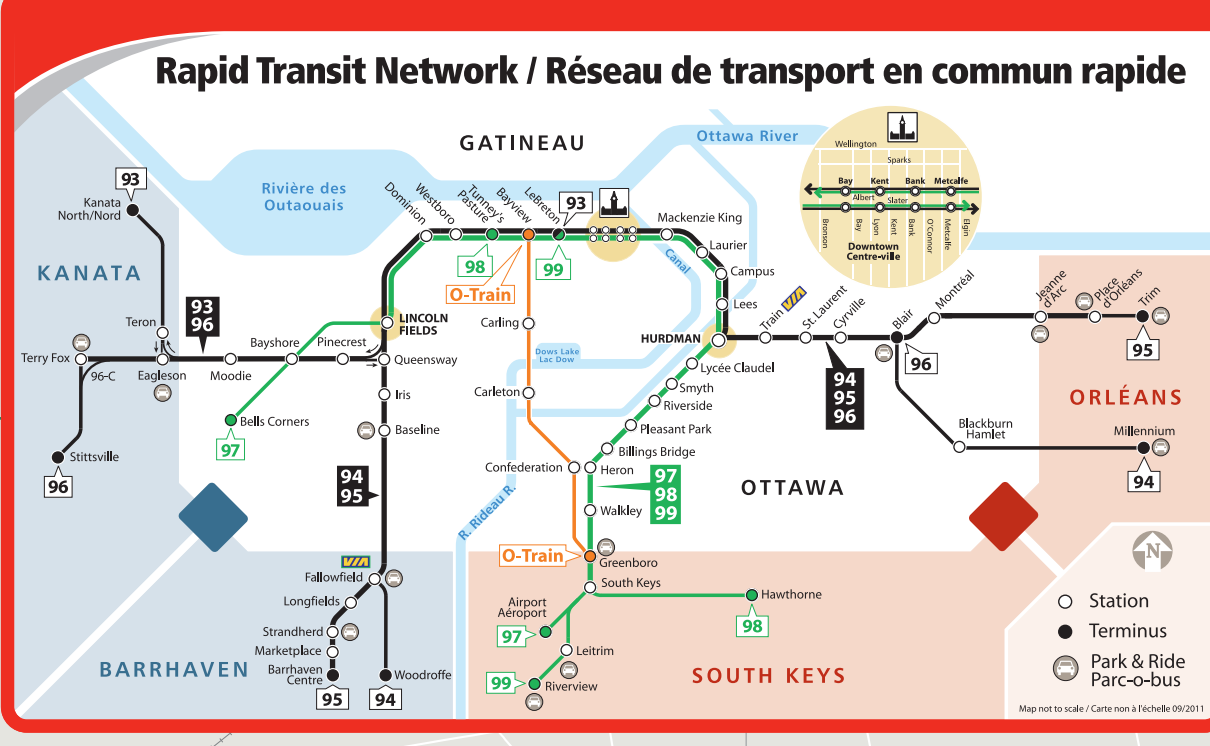 Rapid Transit Network / Réseau de transport en commun rapide
GATINEAU
Ottawa River
Rivière des
Outaouais
Wellington
Sparks
Bay
Kent
Bank
Metcalfe
Albert
Slater
Bronson
Bay
Lyon
Kent
Bank
O'Connor
Metcalfe
Elgin
Downtown
Centre-ville
93
Kanata
North/Nord
KANATA
Teron
93
96
Terry Fox
96-C
Eagleson
Moodie
Bayshore
Pinecrest
Queensway
LINCOLN
FIELDS
Stittsville
96
Bells Corners
97
Iris
Baseline
94
95
Dominion
Westboro
Tunney's
Pasture
Bayview
LeBreton
93
98
99
O-Train
Mackenzie King
Laurier
Campus
Lees
Canal
HURDMAN
Train
VIA
St. Laurent
Cyrville
Blair
Montréal
Jeanne
d'Arc
Place
d'Orléans
Trim
95
96
94
95
96
ORLÉANS
Blackburn
Hamlet
Millennium
94
Carling
Dows Lake
Lac Dow
Carleton
Confederation
Lycée Claudel
Smyth
Riverside
Pleasant Park
Billings Bridge
Heron
97
98
99
Walkley
OTTAWA
R. Rideau R.
O-Train
Greenboro
South Keys
Hawthorne
98
Airport
Aéroport
97
Leitrim
99
Riverview
SOUTH KEYS
VIA
Fallowfield
Longfields
Strandherd
Marketplace
Barrhaven
Centre
95
Woodroffe
94
BARRHAVEN
N
Station
Terminus
Park & Ride
Parc-o-bus
Map not to scale / Carte non à l'échelle 09/2011